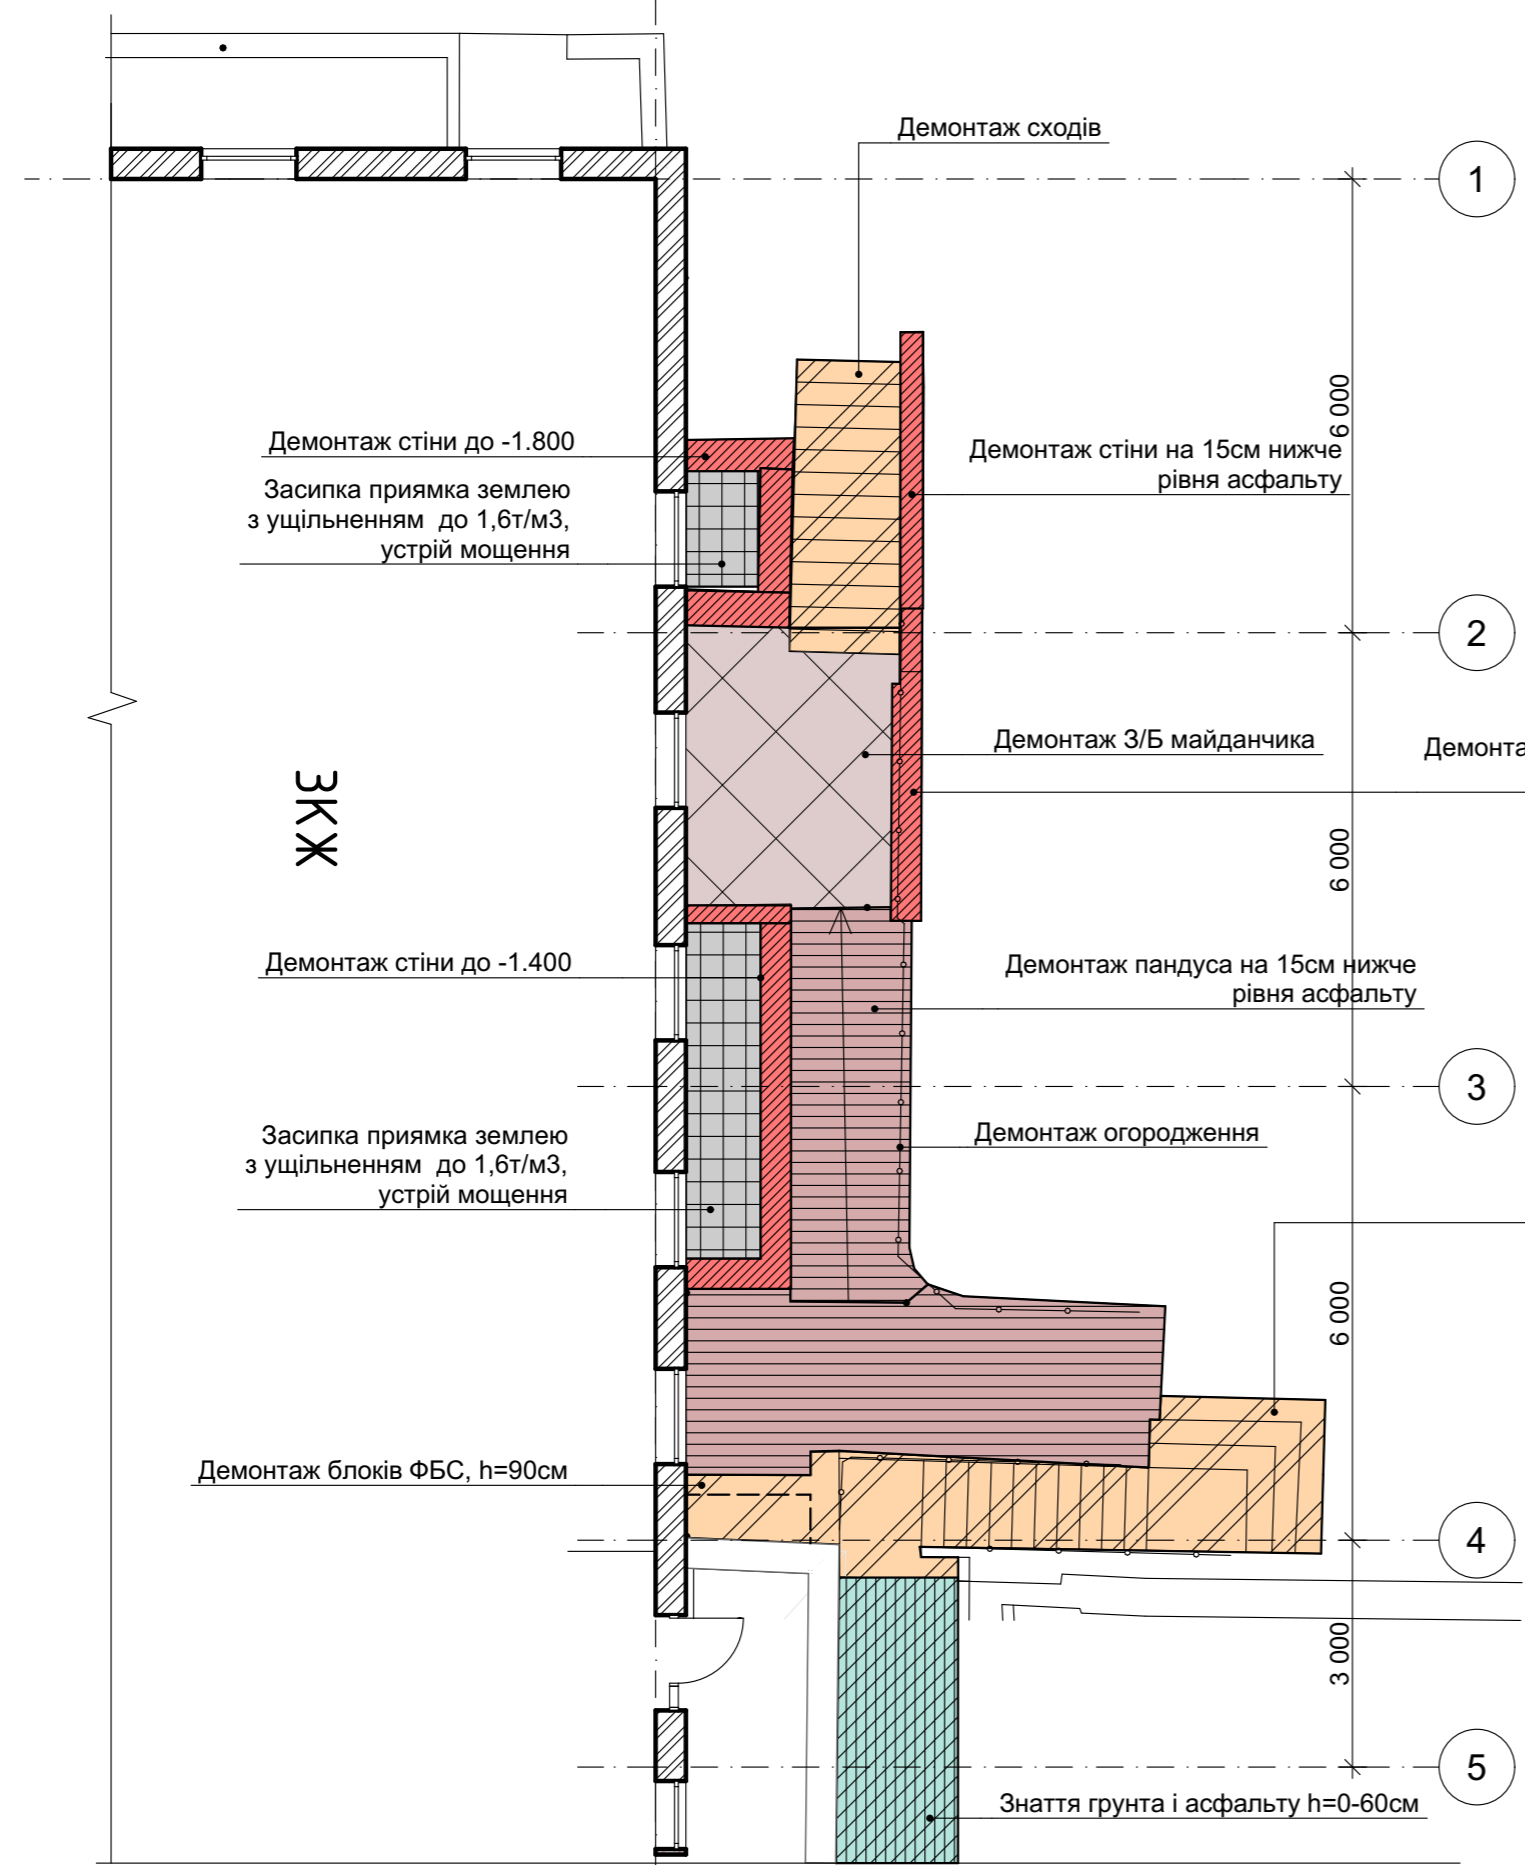 Демонтаж сходів
1
6 000
Демонтаж стіни до -1.800
Демонтаж стіни на 15см нижче
рівня асфальту
Засипка приямка землею
з ущільненням до 1,6т/м3,
устрій мощення
2
Демонтаж З/Б майданчика
Демонта
ЗКЖ
6 000
Демонтаж стіни до -1.400
Демонтаж пандуса на 15см нижче
рівня асфальту
3
Засипка приямка землею
з ущільненням до 1,6т/м3,
устрій мощення
Демонтаж огородження
6 000
Демонтаж блоків ФБС, h=90см
4
3 000
5
Знаття грунта і асфальту h=0-60см